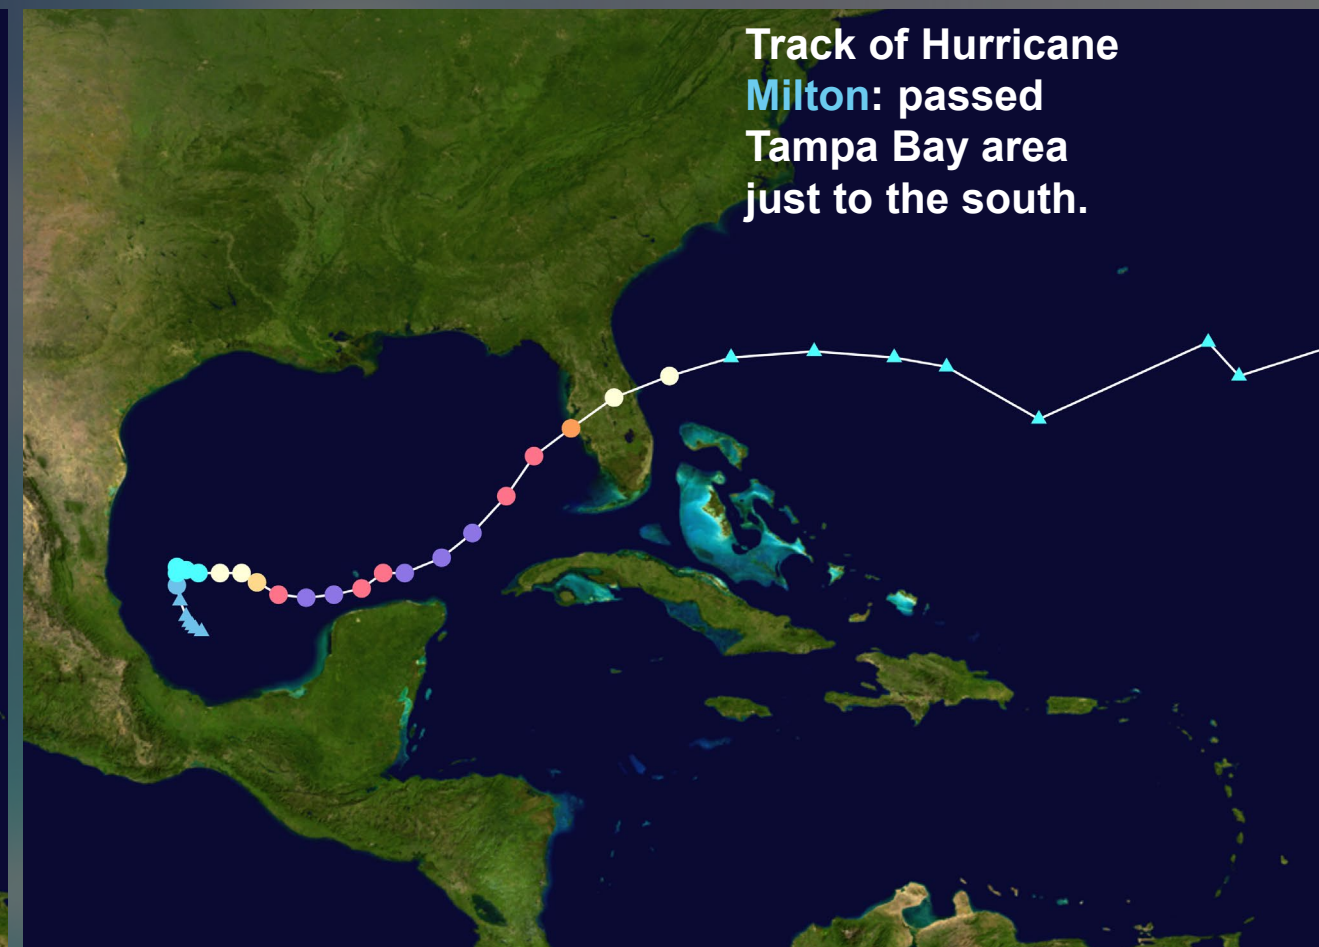 Track of Hurricane
Milton: passed
Tampa Bay area
just to the south.